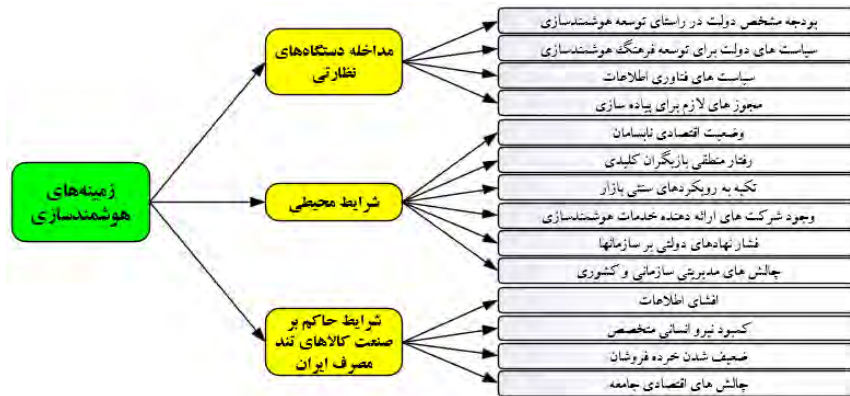 زمینه‌های
هوشمندسازی
مداخله دستگاه‌های
نظارتی
بودجه مشخص دولت در راستای توسعه هوشمندسازی
سیاست های دولت برای توسعه فرهنگ هوشمندسازی
سیاست های فناوری اطلاعات
مجوز های لازم برای پیاده سازی
شرایط محیطی
وضعیت اقتصادی نابسامان
رفتار منطقی بازیگران کلیدی
تکیه به رویکردهای سنتی بازار
وجود شرکت های ارائه دهنده خدمات هوشمندسازی
فشار نهادهای دولتی بر سازمانها
چالش های مدیریتی سازمانی و کشوری
شرایط حاکم بر
صنعت کالاهای تند
مصرف ایران
افشای اطلاعات
کمبود نیرو انسانی متخصص
ضعیف شدن خرده فروشان
چالش های اقتصادی جامعه